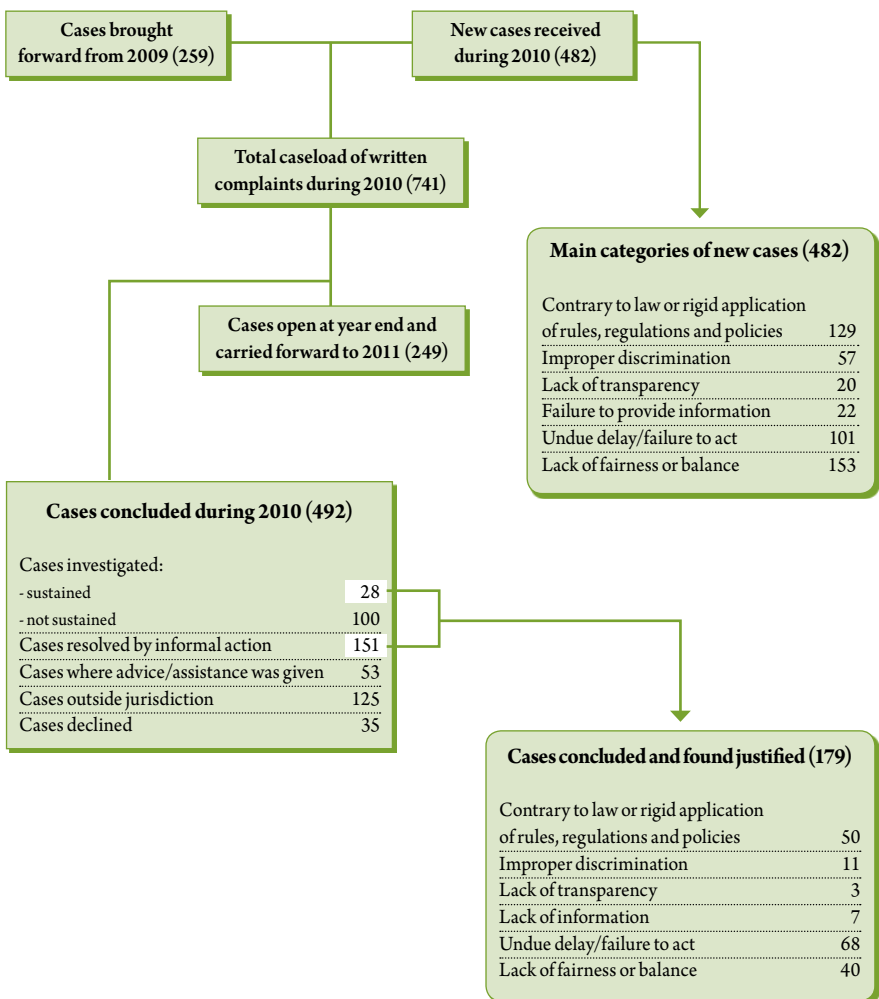 Cases brought
forward from 2009 (259)
New cases received
during 2010 (482)
Total caseload of written
complaints during 2010 (741)
Main categories of new cases (482)
Contrary to law or rigid application
of rules, regulations and policies 129
Improper discrimination 57
Lack of transparency 20
Failure to provide information 22
Undue delay/failure to act 101
Lack of fairness or balance 153
Cases open at year end and
carried forward to 2011 (249)
Cases concluded during 2010 (492)
Cases investigated:
- sustained 28
- not sustained 100
Cases resolved by informal action 151
Cases where advice/assistance was given 53
Cases outside jurisdiction 125
Cases declined 35
Cases concluded and found justified (179)
Contrary to law or rigid application
of rules, regulations and policies 50
Improper discrimination 11
Lack of transparency 3
Lack of information 7
Undue delay/failure to act 68
Lack of fairness or balance 40